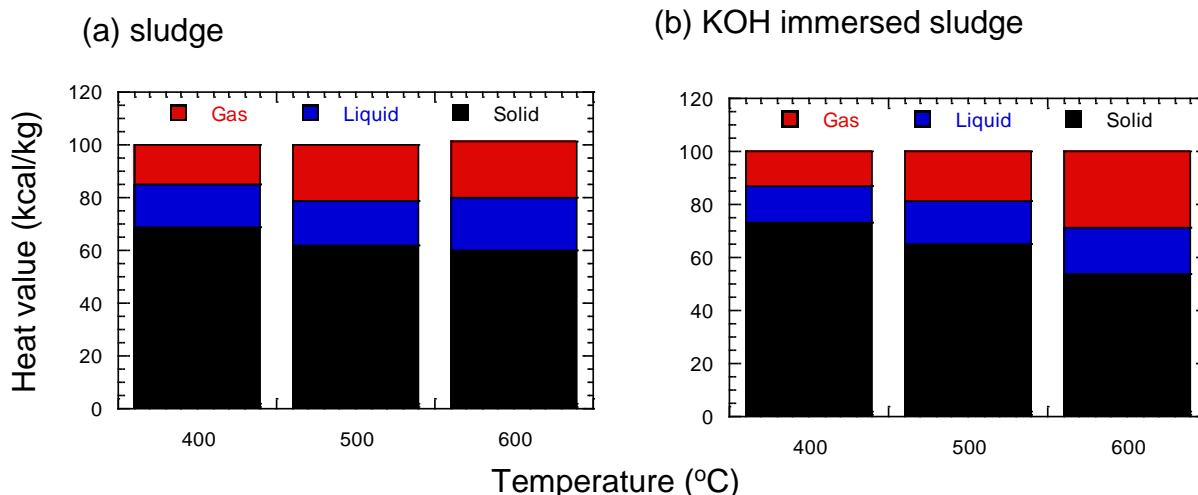 (a) sludge
(b) KOH immersed sludge
Heat value (kcal/kg)
120
100
80
60
40
20
0
Gas
Liquid
Solid
400
500
600
120
100
80
60
40
20
0
Gas
Liquid
Solid
400
500
600
Temperature (ºC)